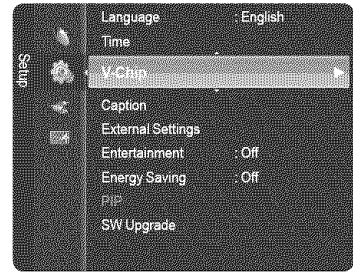 Setup
Language : English
Time
V-Chip
Caption
External Settings
Entertainment : Off
Energy Saving : Off
PIP
SW Upgrade